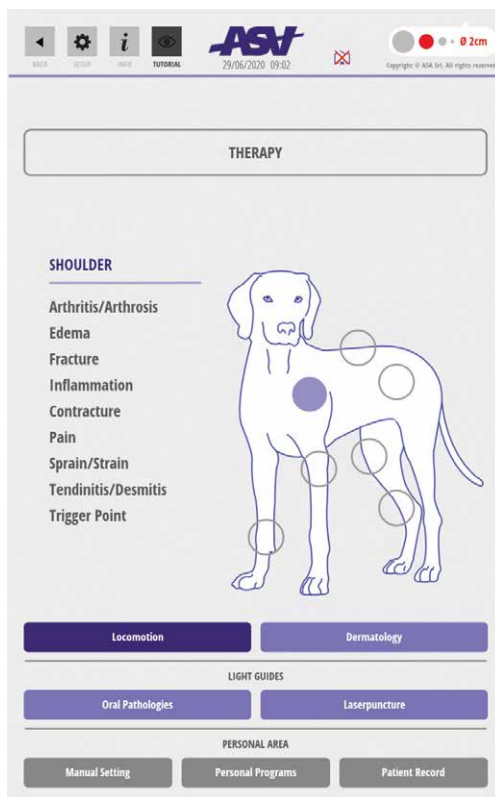 ASA
Ø 2cm
BACK SETUP INFO TUTORIAL
29/06/2020 09:02
Copyright © ASA Srl. All rights reserved
THERAPY
SHOULDER
Arthritis/Arthrosis
Edema
Fracture
Inflammation
Contracture
Pain
Sprain/Strain
Tendinitis/Desmitis
Trigger Point
Locomotion
Dermatology
LIGHT GUIDES
Oral Pathologies
Laserpuncture
PERSONAL AREA
Manual Setting
Personal Programs
Patient Record